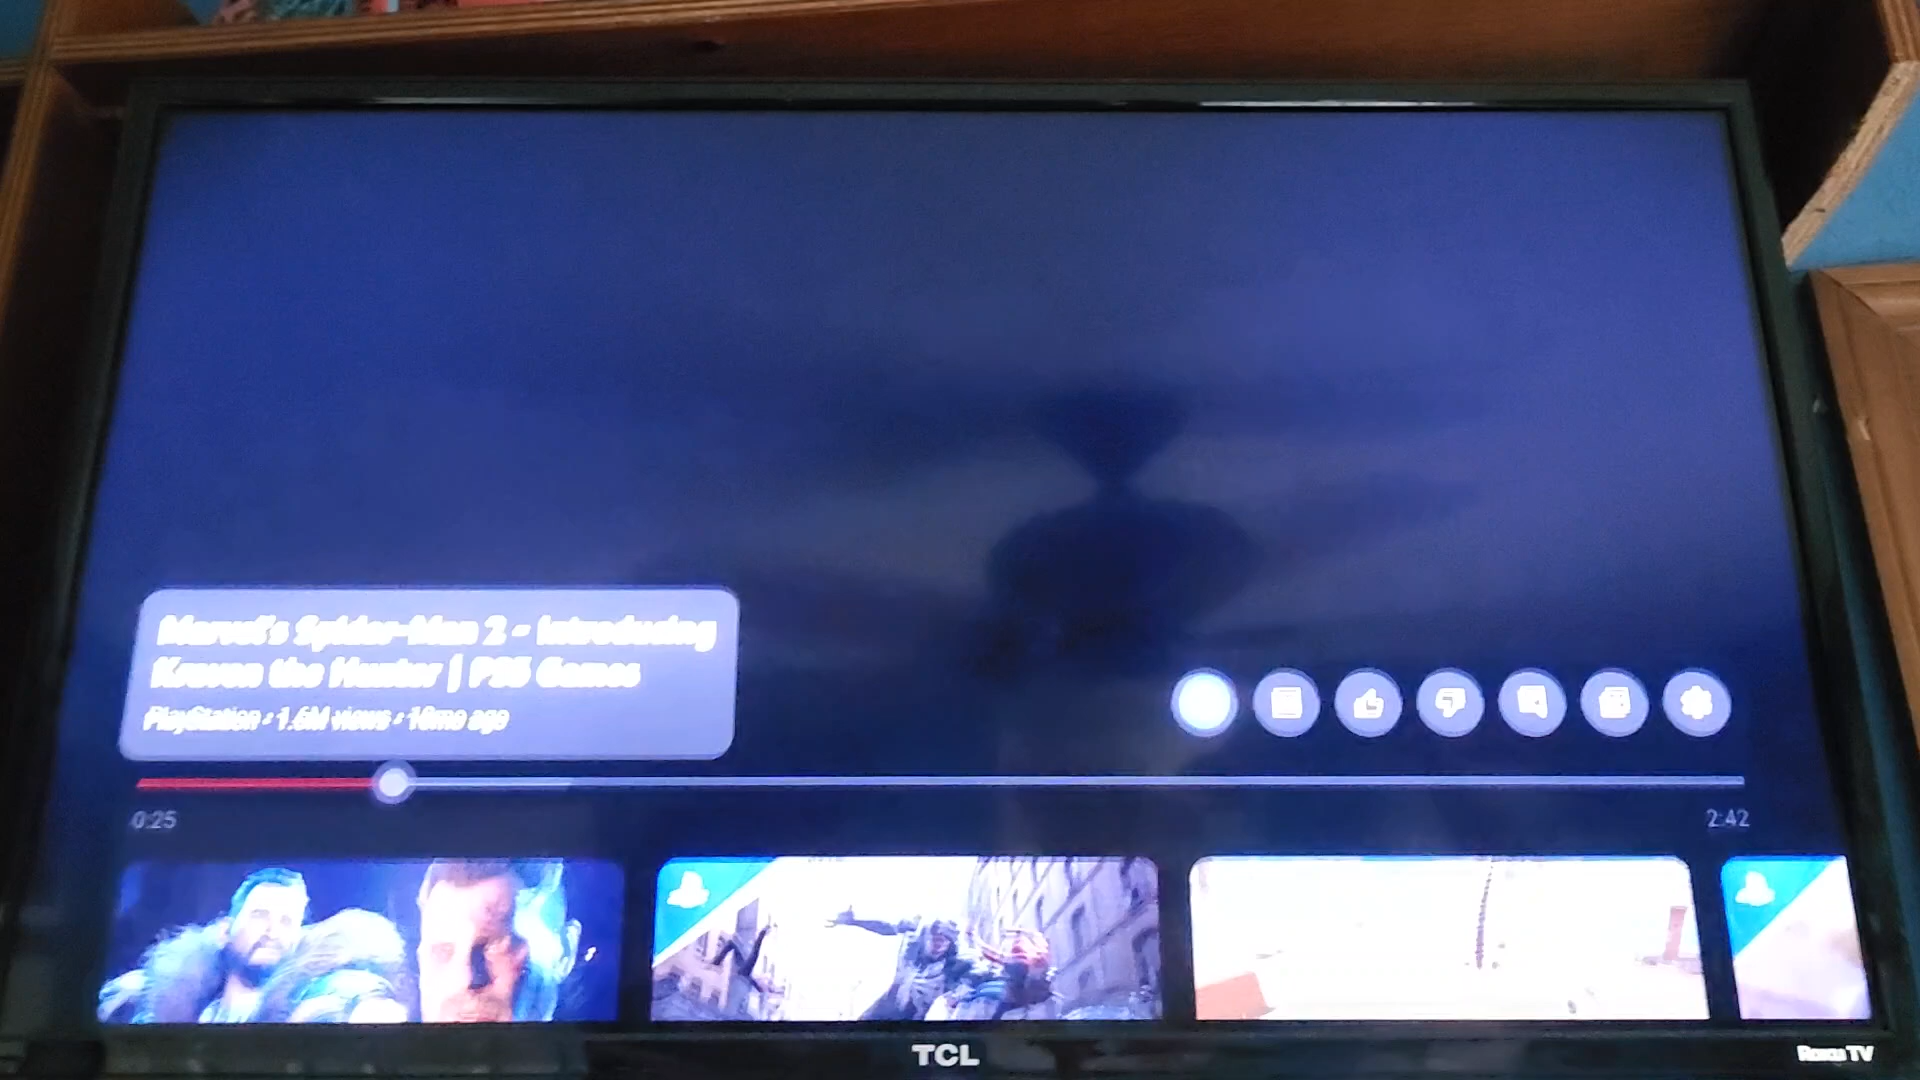 Marvel's Spider-Man 2 - Introducing
Kraven the Hunter | PS5 Games
PlayStation • 1.6M views • 10mo ago
0:25
2:42
TCL
Roku TV